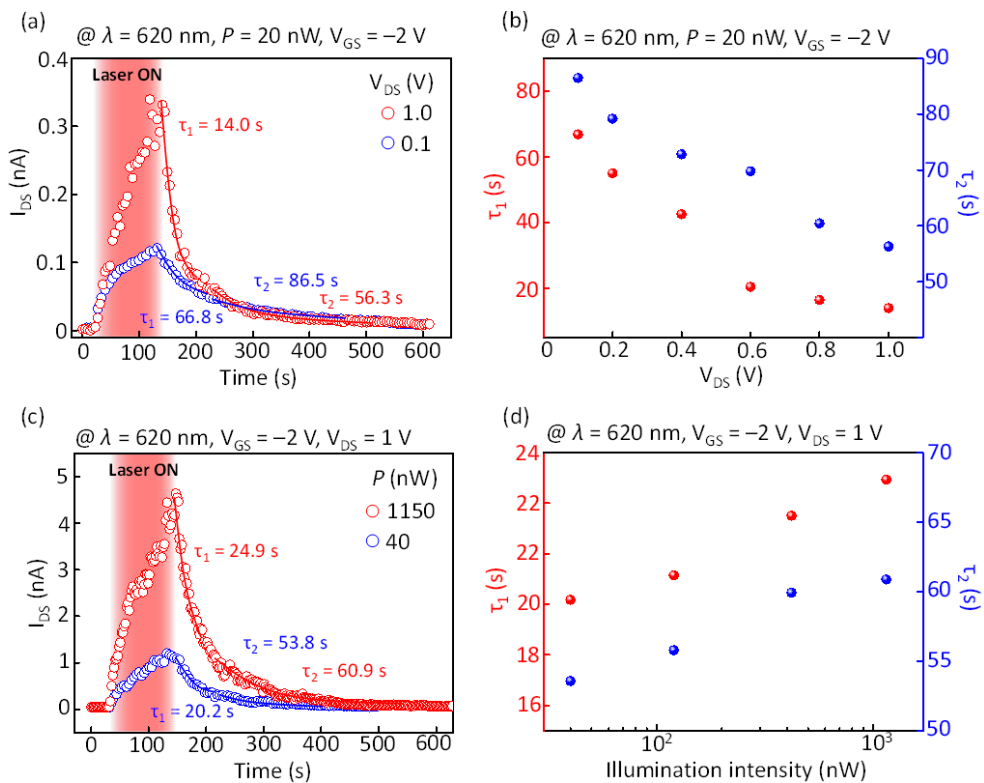 (a)
@ λ = 620 nm, P = 20 nW, V_GS = –2 V
Laser ON
V_DS (V)
1.0
0.1
τ₁ = 14.0 s
τ₂ = 86.5 s
τ₂ = 56.3 s
τ₁ = 66.8 s
0.4
0.3
0.2
0.1
0
I_DS (nA)
0 100 200 300 400 500 600
Time (s)
(b)
@ λ = 620 nm, P = 20 nW, V_GS = –2 V
80
60
40
20
τ₁ (s)
90
80
70
60
50
τ₂ (s)
0 0.2 0.4 0.6 0.8 1.0
V_DS (V)
(c)
@ λ = 620 nm, V_GS = –2 V, V_DS = 1 V
Laser ON
P (nW)
1150
40
τ₁ = 24.9 s
τ₂ = 53.8 s
τ₂ = 60.9 s
τ₁ = 20.2 s
5
4
3
2
1
0
I_DS (nA)
0 100 200 300 400 500 600
Time (s)
(d)
@ λ = 620 nm, V_GS = –2 V, V_DS = 1 V
24
22
22
20
18
16
15
τ₁ (s)
70
65
60
55
50
τ₂ (s)
10² 10³
Illumination intensity (nW)